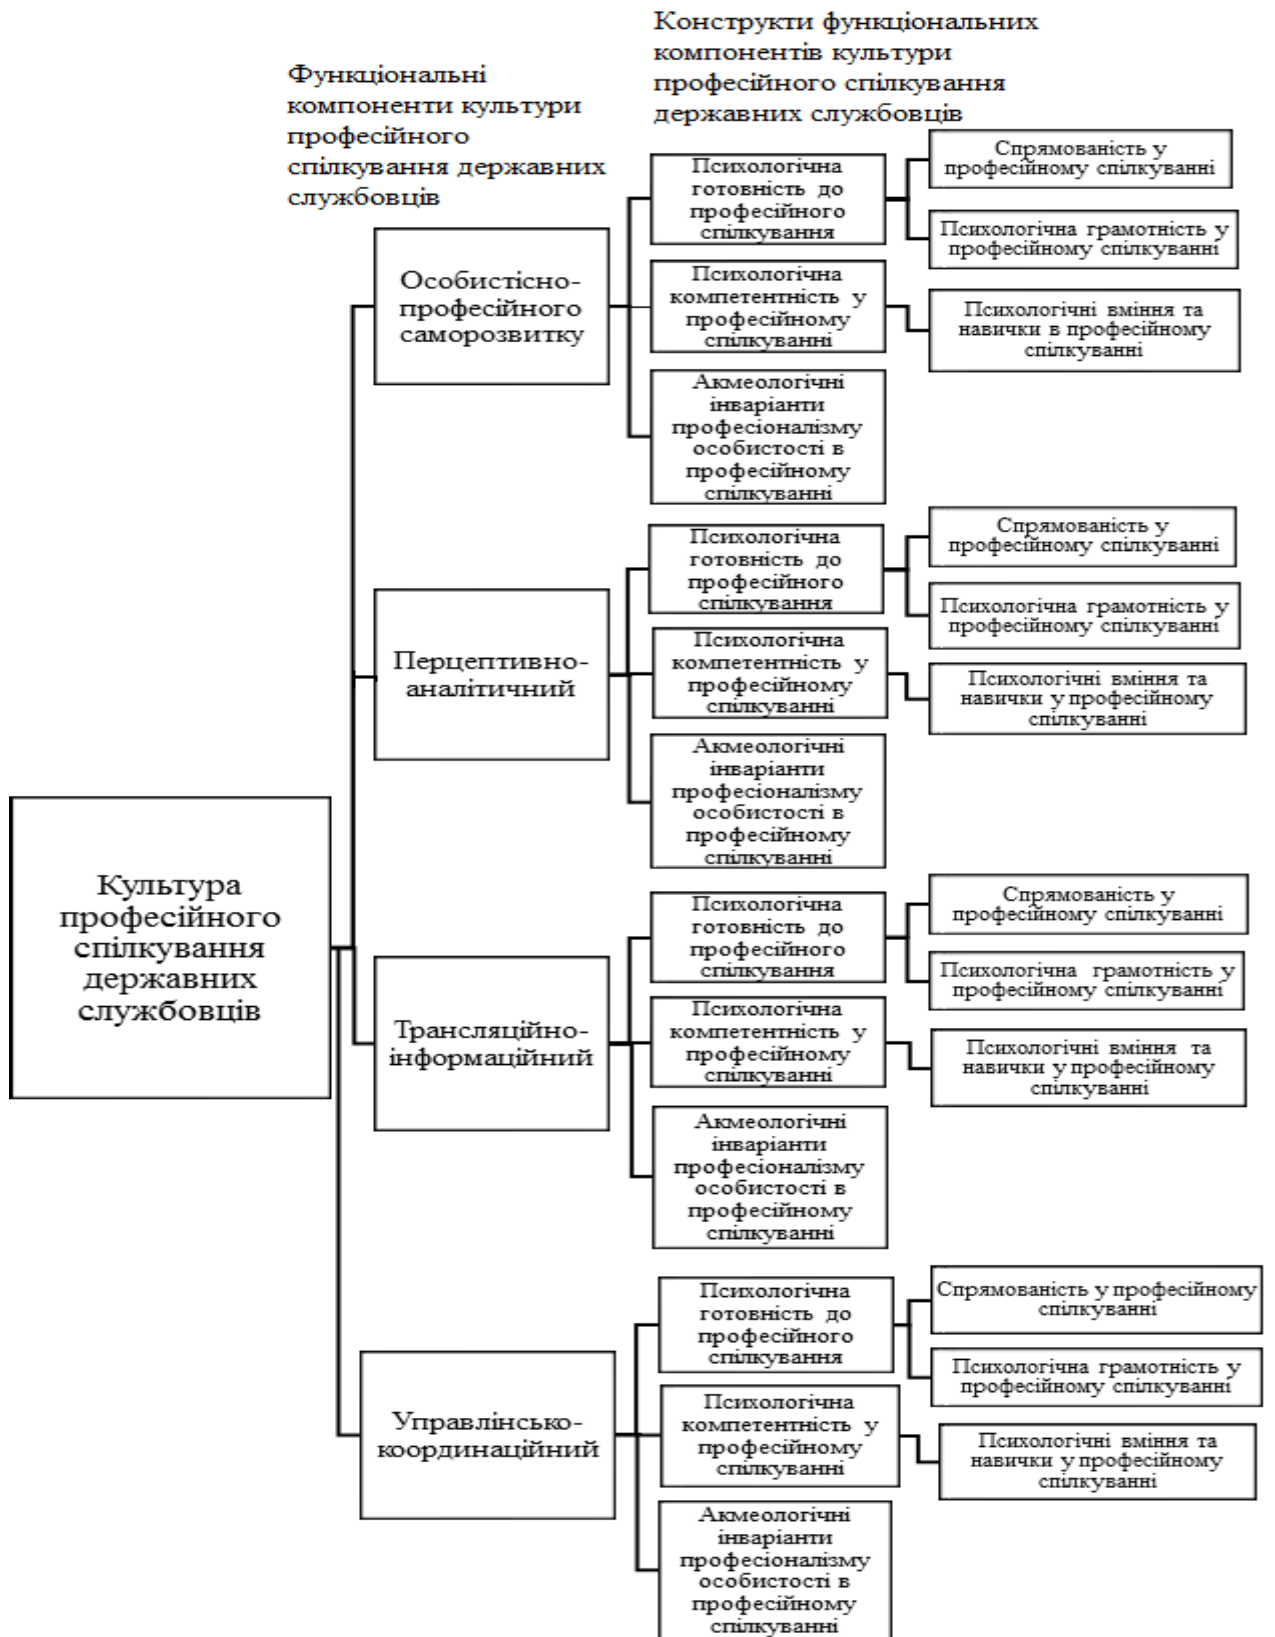 Конструкти функціональних
компонентів культури
професійного спілкування
державних службовців
Функціональні
компоненти культури
професійного
спілкування державних
службовців
Культура
професійного
спілкування
державних
службовців
Особистісно-
професійного
саморозвитку
Психологічна
готовність до
професійного
спілкування
Спрямованість у
професійному спілкуванні
Психологічна грамотність у
професійному спілкуванні
Психологічна
компетентність у
професійному
спілкуванні
Психологічні вміння та
навички в професійному
спілкуванні
Акмеологічні
інваріанти
професіоналізму
особистості в
професійному
спілкуванні
Перцептивно-
аналітичний
Психологічна
готовність до
професійного
спілкування
Спрямованість у
професійному спілкуванні
Психологічна грамотність у
професійному спілкуванні
Психологічна
компетентність у
професійному
спілкуванні
Психологічні вміння та
навички у професійному
спілкуванні
Акмеологічні
інваріанти
професіоналізму
особистості в
професійному
спілкуванні
Трансляційно-
інформаційний
Психологічна
готовність до
професійного
спілкування
Спрямованість у
професійному спілкуванні
Психологічна грамотність у
професійному спілкуванні
Психологічна
компетентність у
професійному
спілкуванні
Психологічні вміння та
навички у професійному
спілкуванні
Акмеологічні
інваріанти
професіоналізму
особистості в
професійному
спілкуванні
Управлінсько-
координаційний
Психологічна
готовність до
професійного
спілкування
Спрямованість у професійному
спілкуванні
Психологічна грамотність у
професійному спілкуванні
Психологічна
компетентність у
професійному
спілкуванні
Психологічні вміння та
навички у професійному
спілкуванні
Акмеологічні
інваріанти
професіоналізму
особистості в
професійному
спілкуванні